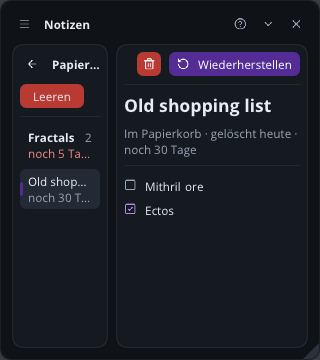 Notizen
Papier...
Leeren
Fractals 2
noch 5 Ta...
Old shop...
noch 30 T...
Wiederherstellen
Old shopping list
Im Papierkorb · gelöscht heute ·
noch 30 Tage
Mithril ore
Ectos